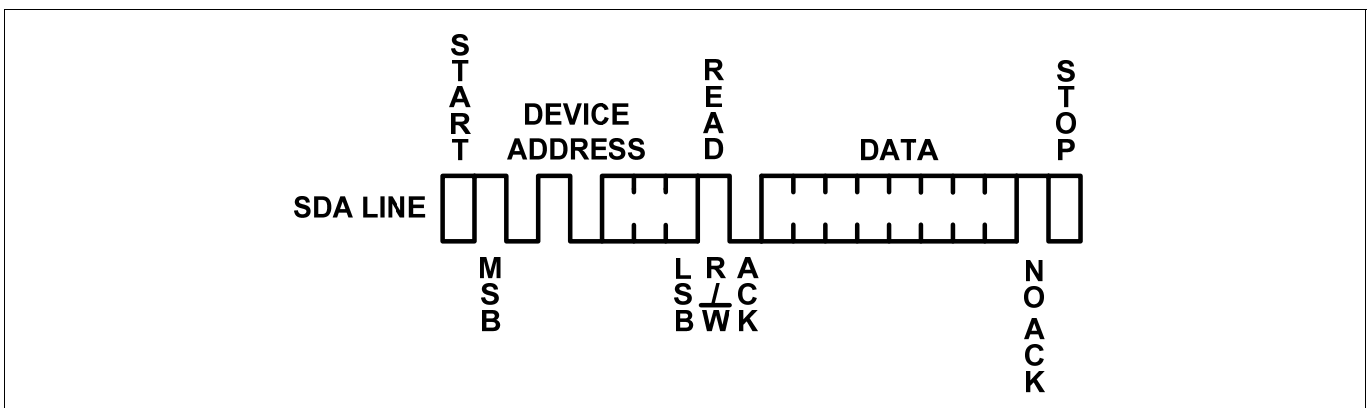 START
DEVICE
ADDRESS
READ
DATA
STOP
SDA LINE
MSB
LSB
R/W
ACK
NO ACK